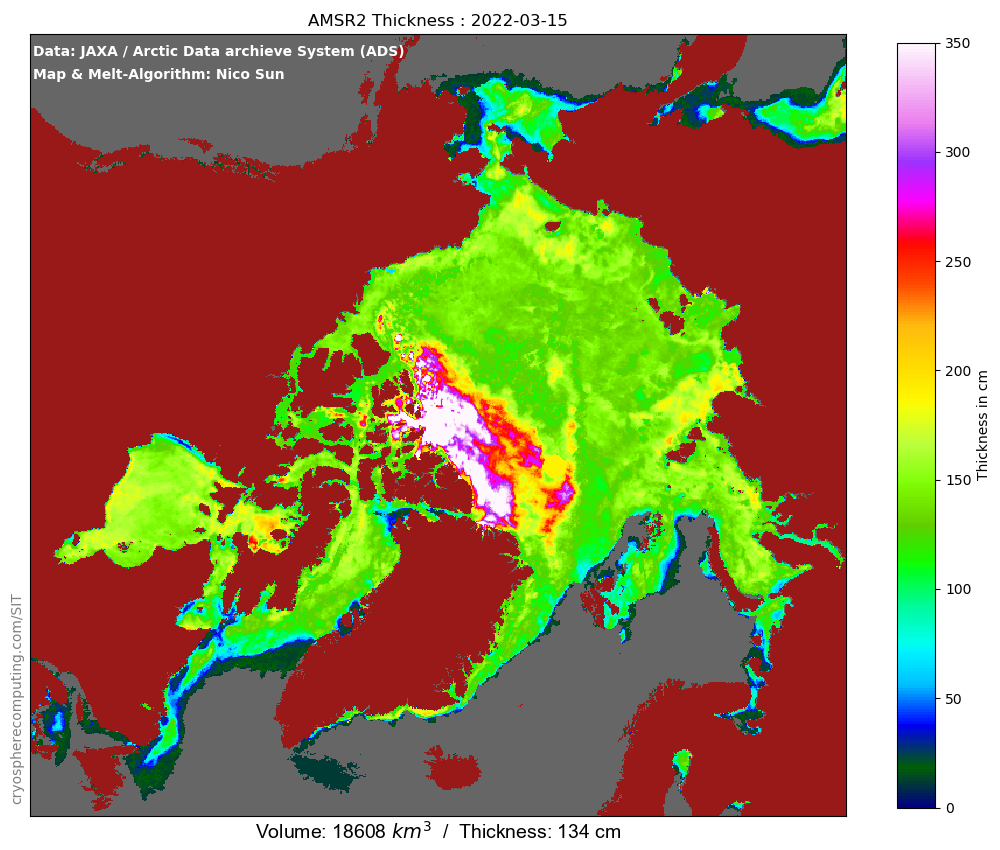 AMSR2 Thickness : 2022-03-15
Data: JAXA / Arctic Data archieve System (ADS)
Map & Melt-Algorithm: Nico Sun
350
300
250
200
150
100
50
0
Thickness in cm
cryospherecomputing.com/SIT
Volume: 18608 km³ / Thickness: 134 cm